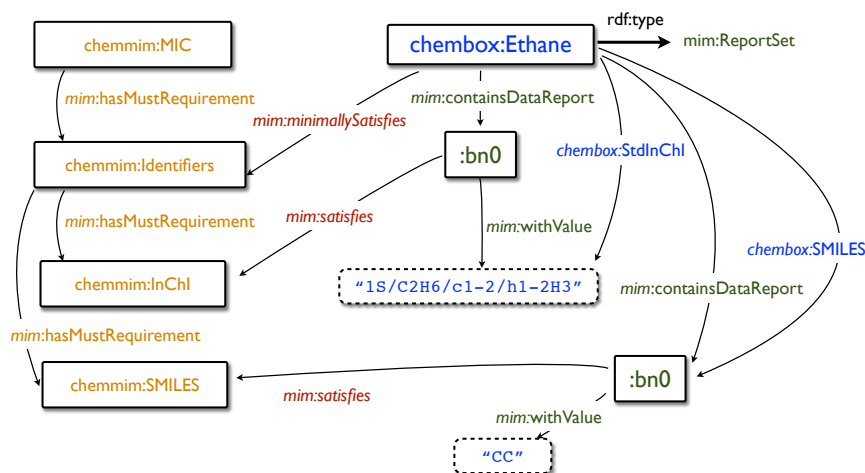 rdf:type
chemmim:MIC
chembox:Ethane
mim:ReportSet
mim:hasMustRequirement
mim:containsDataReport
mim:minimallySatisfies
chembox:StdInChI
:bn0
chemmim:Identifiers
mim:hasMustRequirement
mim:satisfies
mim:withValue
chembox:SMILES
chemmim:InChI
"1S/C2H6/c1-2/h1-2H3"
mim:containsDataReport
mim:hasMustRequirement
chemmim:SMILES
:bn0
mim:satisfies
mim:withValue
"CC"